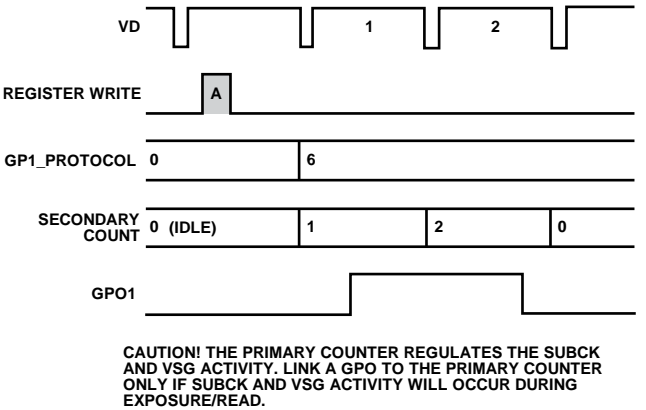 VD 1 2
REGISTER WRITE A
GP1_PROTOCOL 0 6
SECONDARY
COUNT 0 (IDLE) 1 2 0
GPO1
CAUTION! THE PRIMARY COUNTER REGULATES THE SUBCK
AND VSG ACTIVITY. LINK A GPO TO THE PRIMARY COUNTER
ONLY IF SUBCK AND VSG ACTIVITY WILL OCCUR DURING
EXPOSURE/READ.